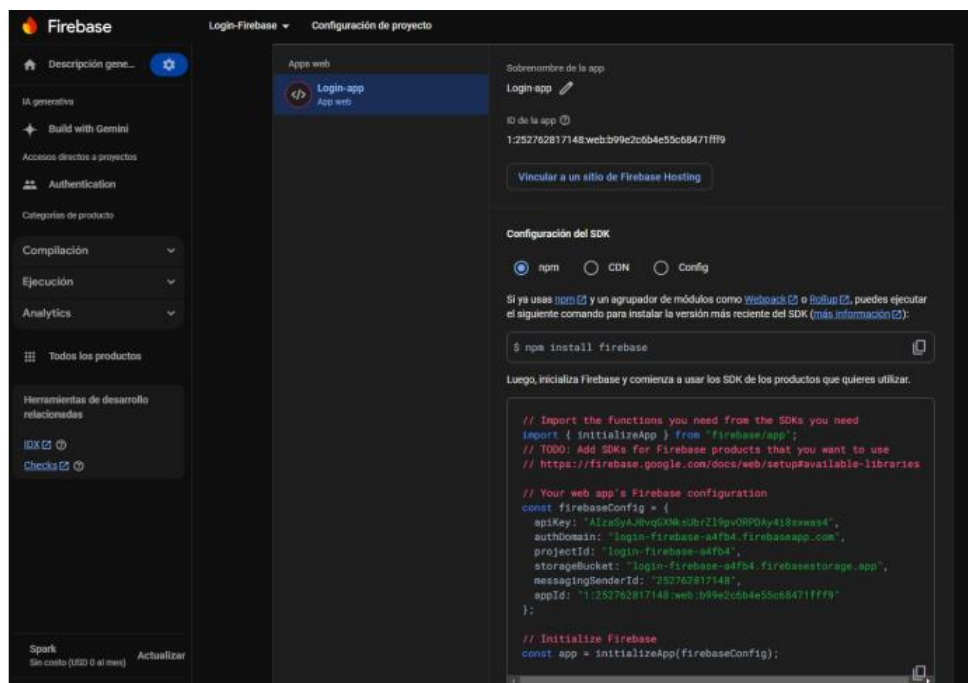 Firebase
Login-Firebase
Configuración de proyecto
Descripción gene...
IA generativa
Build with Gemini
Accesos directos a proyectos
Authentication
Categorías de producto
Compilación
Ejecución
Analytics
Todos los productos
Herramientas de desarrollo
relacionadas
IDX
Checks
Spark
Sin costo (USD 0 al mes)
Actualizar
Apps web
Login-app
App web
Sobrenombre de la app
Login-app
ID de la app
1:252762817148:web:b99e2c6b4e55c68471fff9
Vincular a un sitio de Firebase Hosting
Configuración del SDK
npm
CDN
Config
Si ya usas npm y un agrupador de módulos como Webpack o Rollup, puedes ejecutar
el siguiente comando para instalar la versión más reciente del SDK (más información):
$ npm install firebase
Luego, inicializa Firebase y comienza a usar los SDK de los productos que quieres utilizar.
// Import the functions you need from the SDKs you need
import { initializeApp } from "firebase/app";
// TODO: Add SDKs for Firebase products that you want to use
// https://firebase.google.com/docs/web/setup#available-libraries
// Your web app's Firebase configuration
const firebaseConfig = {
apiKey:
authDomain: "login-firebase-a4fb4.firebaseapp.com",
projectId: "login-firebase-a4fb4",
storageBucket: "login-firebase-a4fb4.firebasestorage.app",
messagingSenderId: "252762817148",
appId: "1:252762817148:web:b99e2c6b4e55c68471fff9"
};
// Initialize Firebase
const app = initializeApp(firebaseConfig);